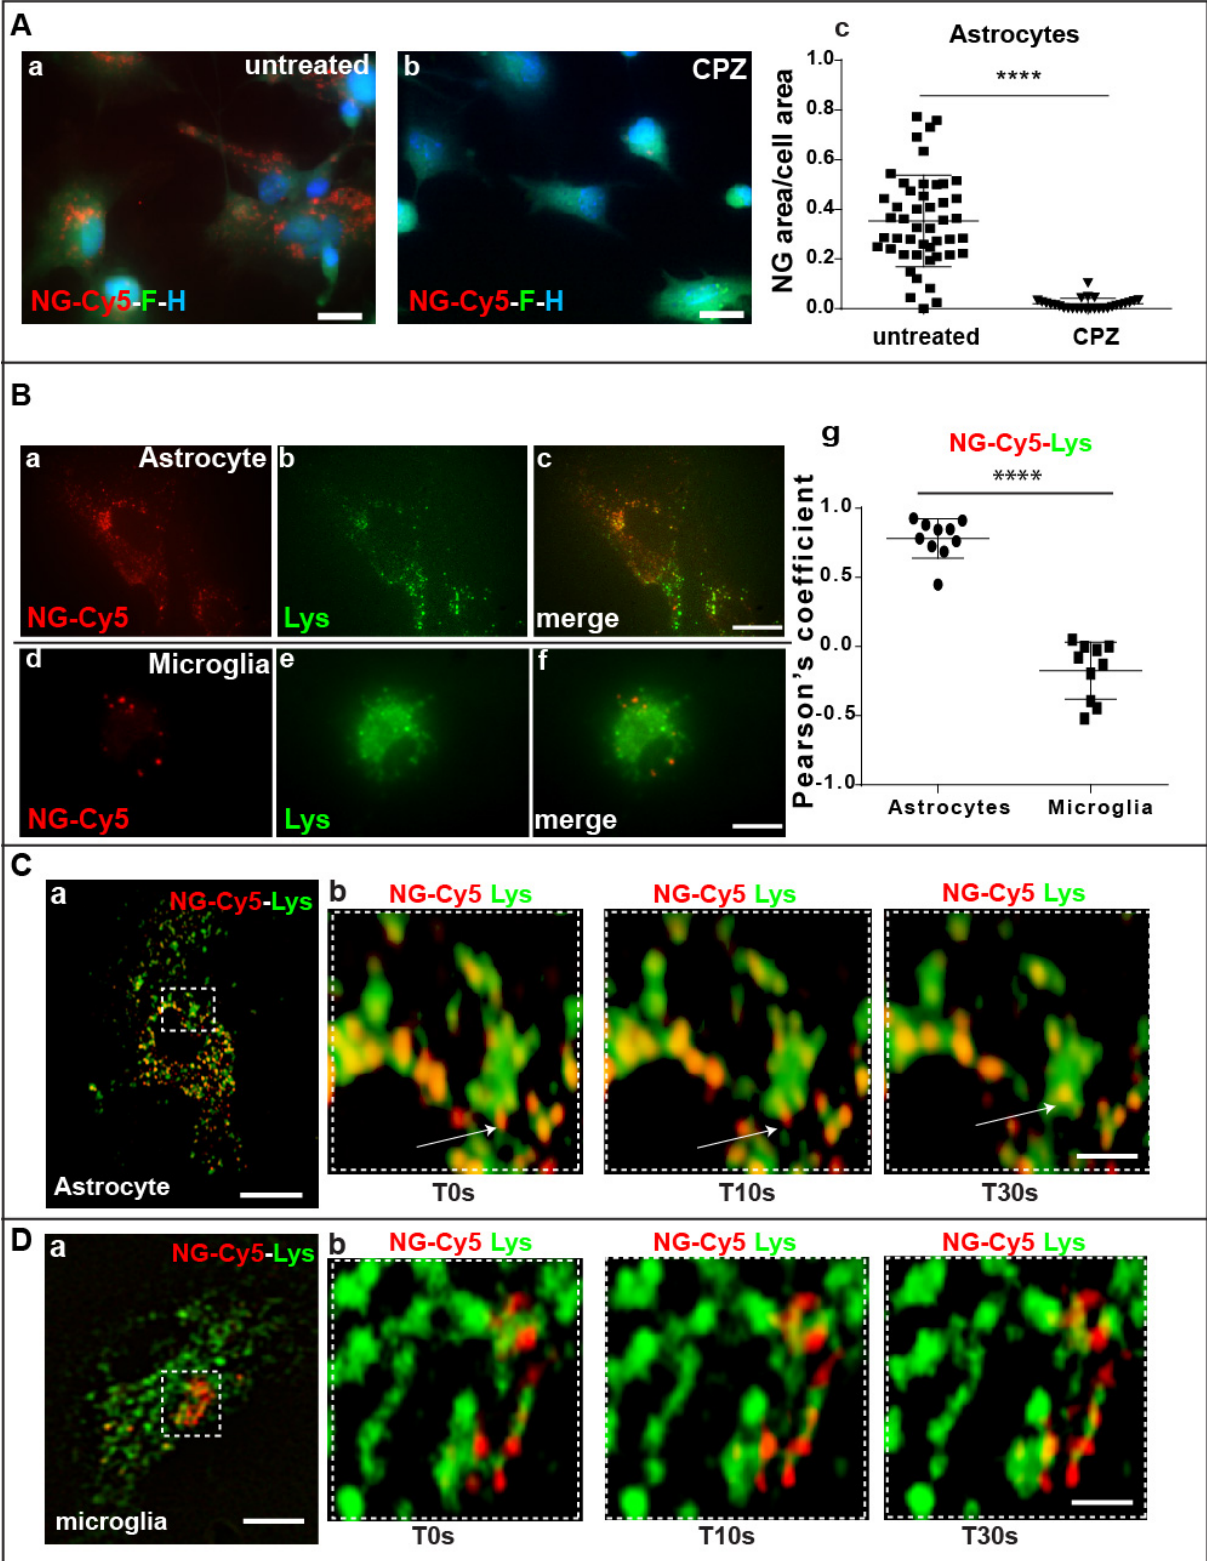 A
a
untreated
NG-Cy5-F-H
b
CPZ
NG-Cy5-F-H
c
Astrocytes
****
NG area/cell area
1.0
0.8
0.6
0.4
0.2
0.0
untreated
CPZ
B
a
Astrocyte
NG-Cy5
b
Lys
c
merge
d
Microglia
NG-Cy5
e
Lys
f
merge
g
NG-Cy5-Lys
****
Pearson's coefficient
1.0
0.5
0.0
-0.5
-1.0
Astrocytes
Microglia
C
a
NG-Cy5-Lys
Astrocyte
b
NG-Cy5 Lys
T0s
NG-Cy5 Lys
T10s
NG-Cy5 Lys
T30s
D
a
NG-Cy5-Lys
microglia
b
NG-Cy5 Lys
T0s
NG-Cy5 Lys
T10s
NG-Cy5 Lys
T30s